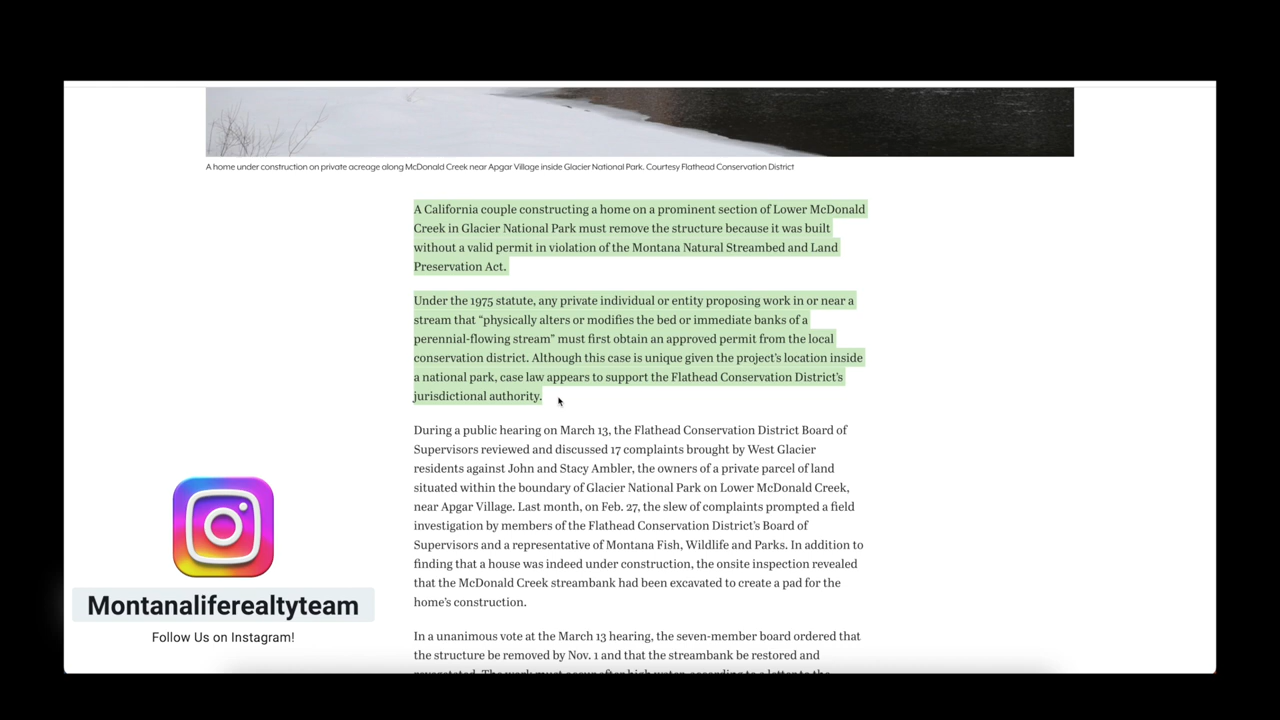 A home under construction on private acreage along McDonald Creek near Apgar Village inside Glacier National Park. Courtesy Flathead Conservation District
A California couple constructing a home on a prominent section of Lower McDonald
Creek in Glacier National Park must remove the structure because it was built
without a valid permit in violation of the Montana Natural Streambed and Land
Preservation Act.
Under the 1975 statute, any private individual or entity proposing work in or near a
stream that “physically alters or modifies the bed or immediate banks of a
perennial-flowing stream” must first obtain an approved permit from the local
conservation district. Although this case is unique given the project’s location inside
a national park, case law appears to support the Flathead Conservation District’s
jurisdictional authority.
During a public hearing on March 13, the Flathead Conservation District Board of
Supervisors reviewed and discussed 17 complaints brought by West Glacier
residents against John and Stacy Ambler, the owners of a private parcel of land
situated within the boundary of Glacier National Park on Lower McDonald Creek,
near Apgar Village. Last month, on Feb. 27, the slew of complaints prompted a field
investigation by members of the Flathead Conservation District’s Board of
Supervisors and a representative of Montana Fish, Wildlife and Parks. In addition to
finding that a house was indeed under construction, the onsite inspection revealed
that the McDonald Creek streambank had been excavated to create a pad for the
home’s construction.
In a unanimous vote at the March 13 hearing, the seven-member board ordered that
the structure be removed by Nov. 1 and that the streambank be restored and
revegetated. The work must occur after high water, according to a letter to the
Montanaliferealtyteam
Follow Us on Instagram!